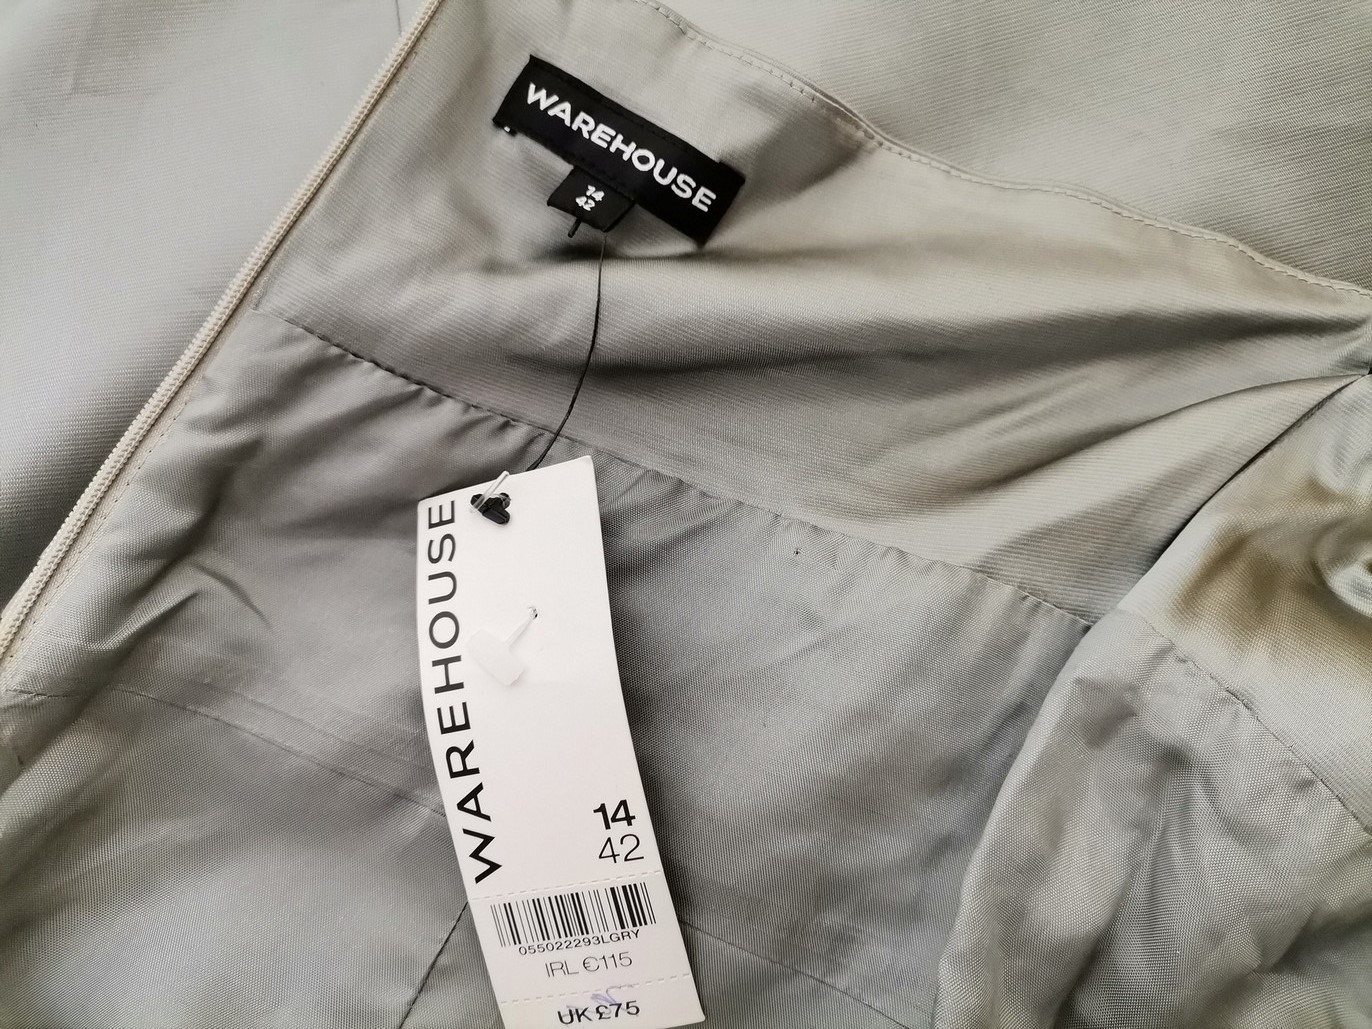 WAREHOUSE
14
42
WAREHOUSE
14
42
055022293LGRY
IRL €115
UK £75